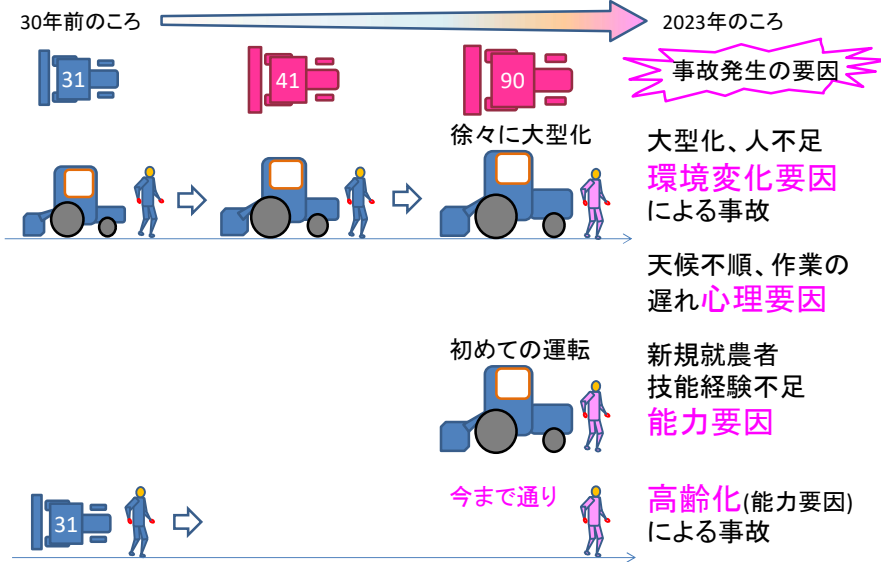 30年前のころ
2023年のころ
31
41
90
事故発生の要因
徐々に大型化
大型化、人不足
環境変化要因
による事故
天候不順、作業の
遅れ心理要因
初めての運転
新規就農者
技能経験不足
能力要因
31
今まで通り
高齢化(能力要因)
による事故